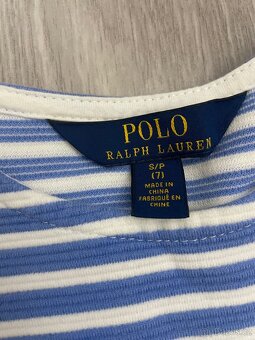 POLO
RALPH LAUREN
S/P
(7)
MADE IN
CHINA
FABRIQUÉ EN
CHINE